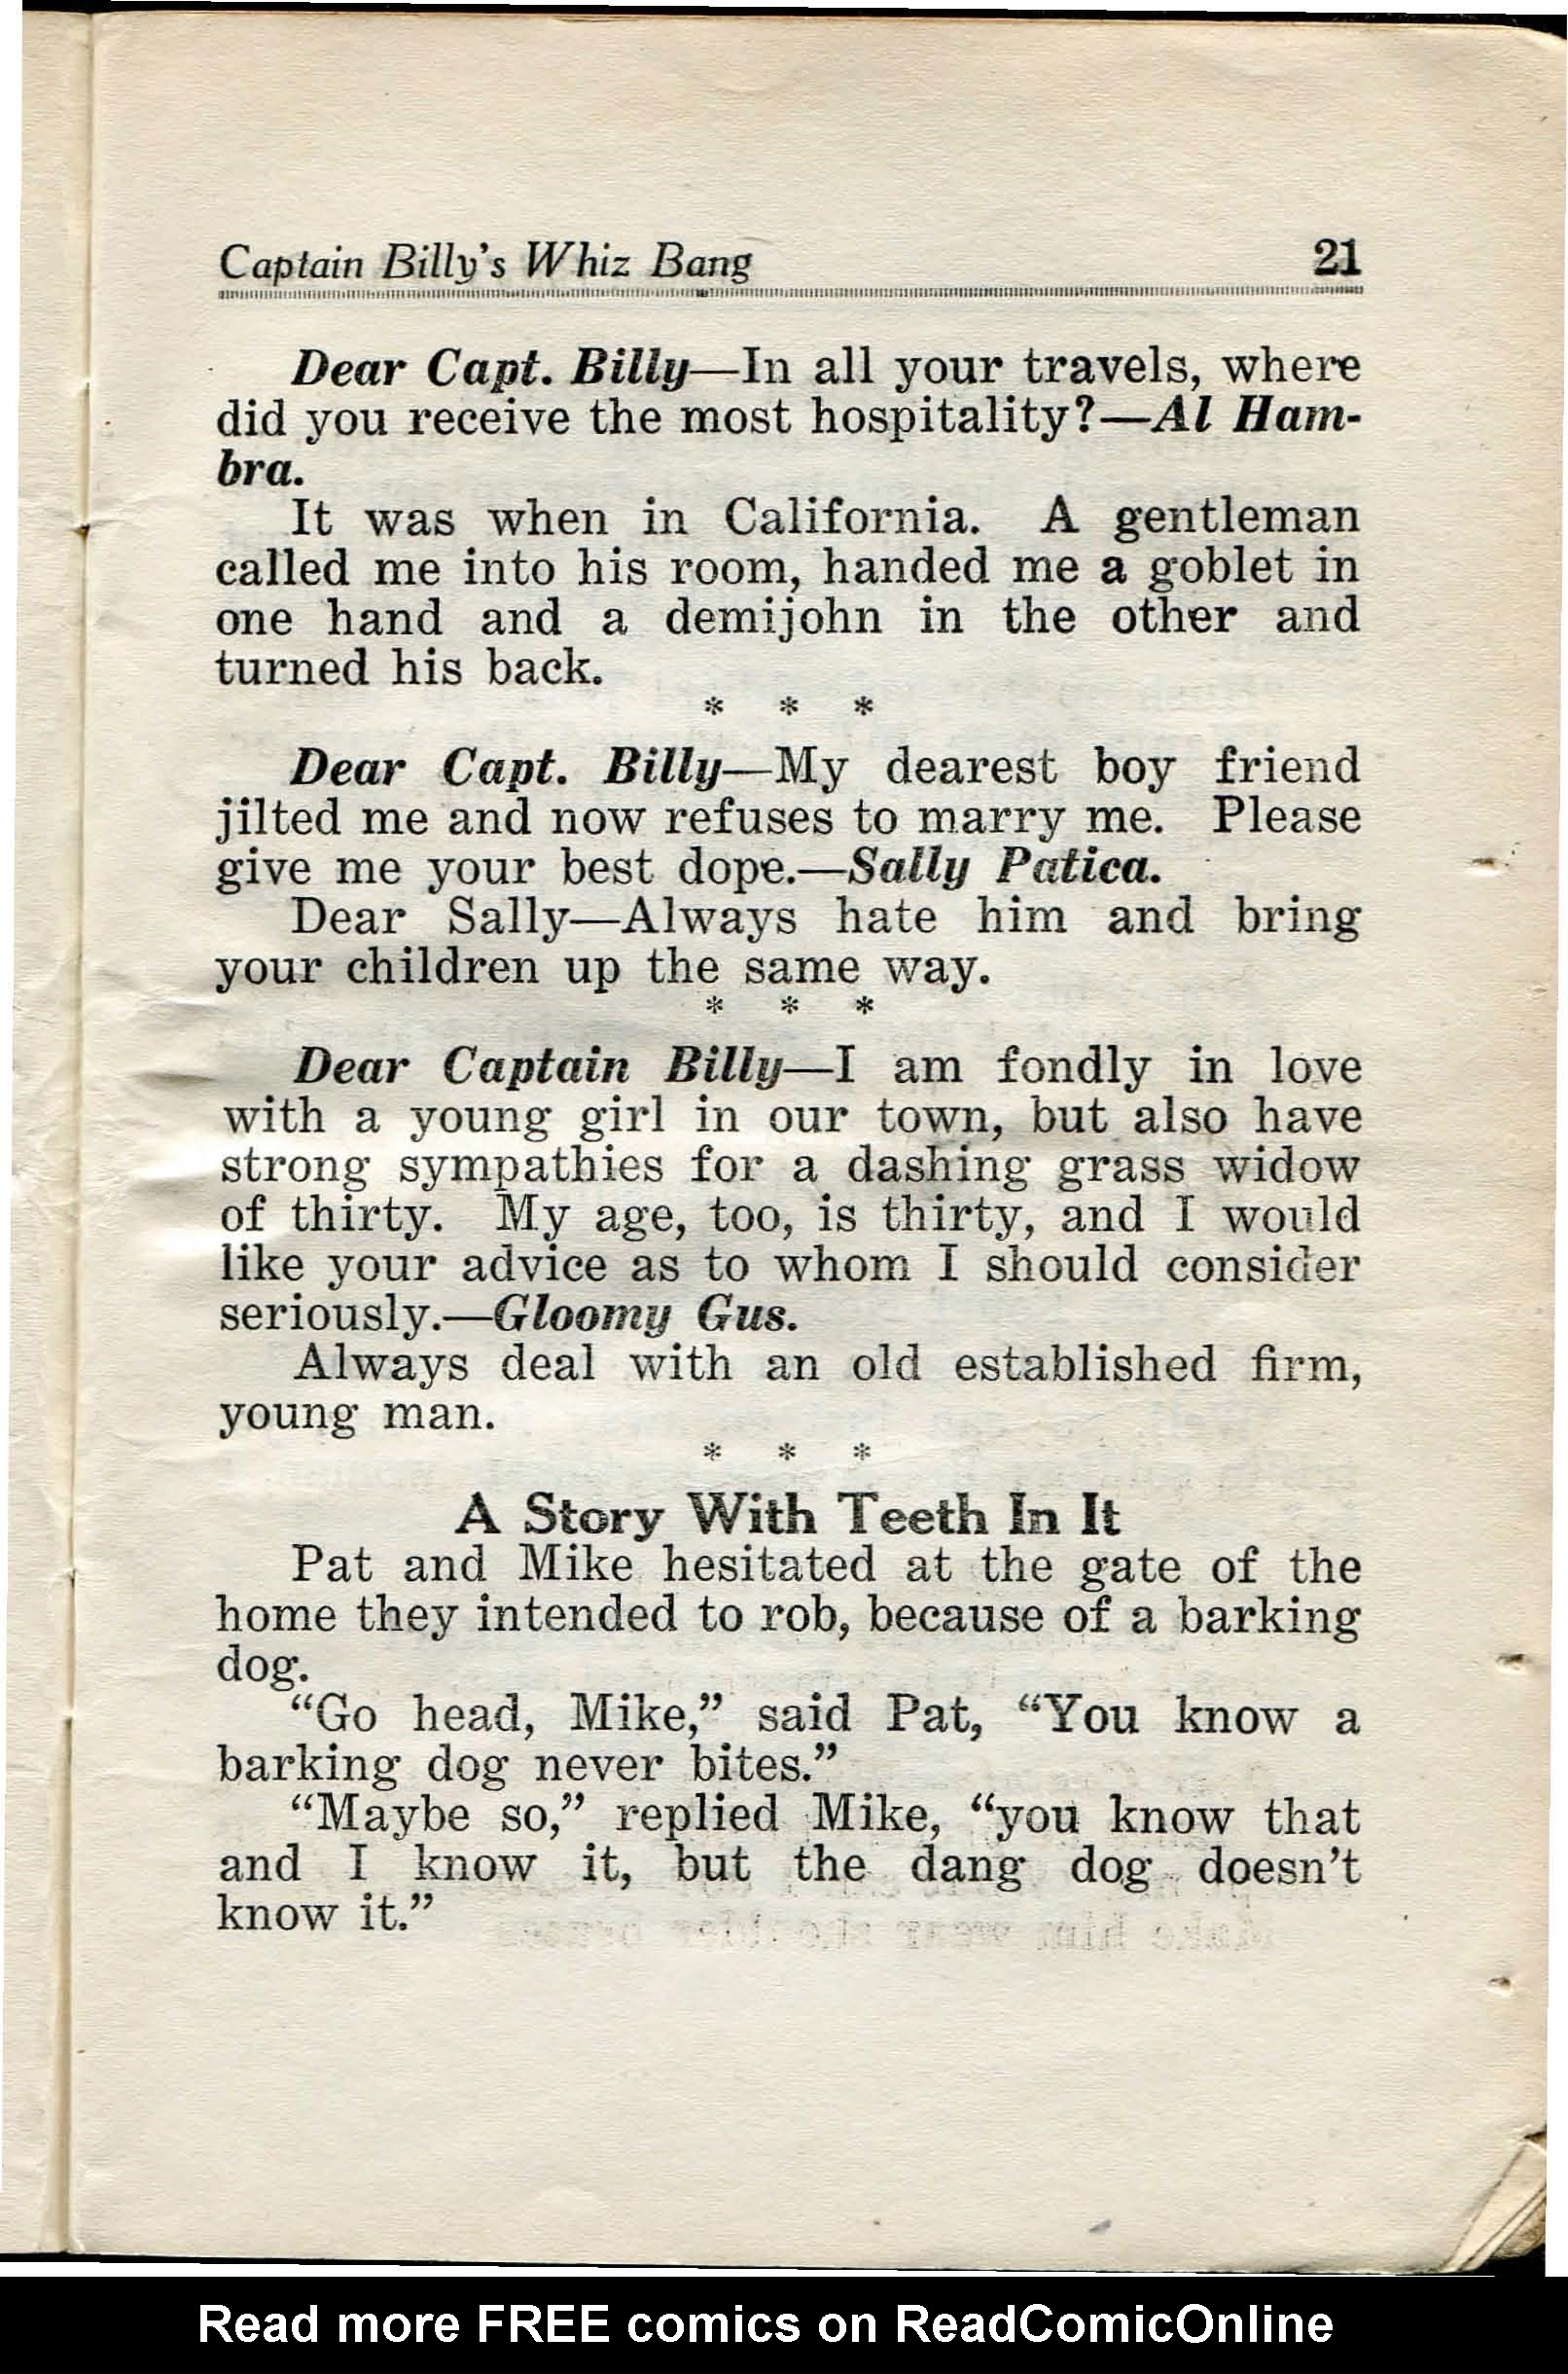 Captain Billy's Whiz Bang 21
Dear Capt. Billy—In all your travels, where
did you receive the most hospitality?—Al Ham-
bra.
It was when in California. A gentleman
called me into his room, handed me a goblet in
one hand and a demijohn in the other and
turned his back.
* * *
Dear Capt. Billy—My dearest boy friend
jilted me and now refuses to marry me. Please
give me your best dope.—Sally Patica.
Dear Sally—Always hate him and bring
your children up the same way.
* * *
Dear Captain Billy—I am fondly in love
with a young girl in our town, but also have
strong sympathies for a dashing grass widow
of thirty. My age, too, is thirty, and I would
like your advice as to whom I should consider
seriously.—Gloomy Gus.
Always deal with an old established firm,
young man.
* * *
A Story With Teeth In It
Pat and Mike hesitated at the gate of the
home they intended to rob, because of a barking
dog.
“Go head, Mike,” said Pat, “You know a
barking dog never bites.”
“Maybe so,” replied Mike, “you know that
and I know it, but the dang dog doesn't
know it.”
Read more FREE comics on ReadComicOnline